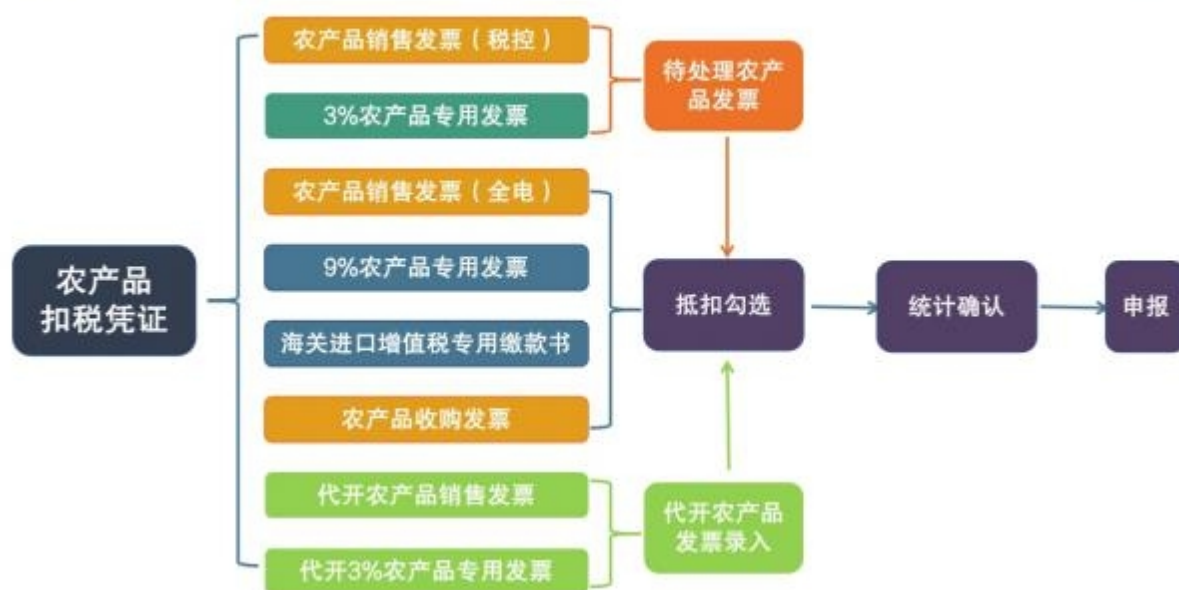 农产品销售发票（税控）
3%农产品专用发票
待处理农产
品发票
农产品销售发票（全电）
9%农产品专用发票
农产品
扣税凭证
抵扣勾选
统计确认
申报
海关进口增值税专用缴款书
农产品收购发票
代开农产品销售发票
代开3%农产品专用发票
代开农产品
发票录入